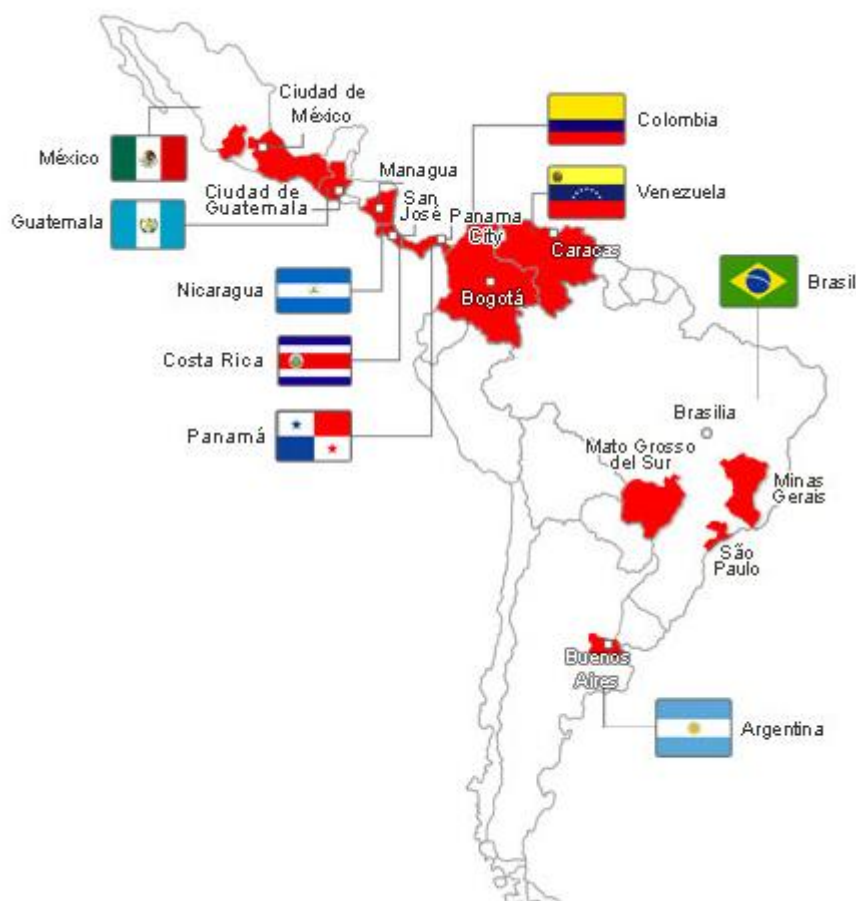 Ciudad de
México
México
Colombia
Managua
Ciudad de
Guatemala
San
José
Venezuela
Guatemala
Panama
City
Caracas
Nicaragua
Bogotá
Brasil
Costa Rica
Brasilia
Panamá
Mato Grosso
del Sur
Minas
Gerais
São
Paulo
Buenos
Aires
Argentina